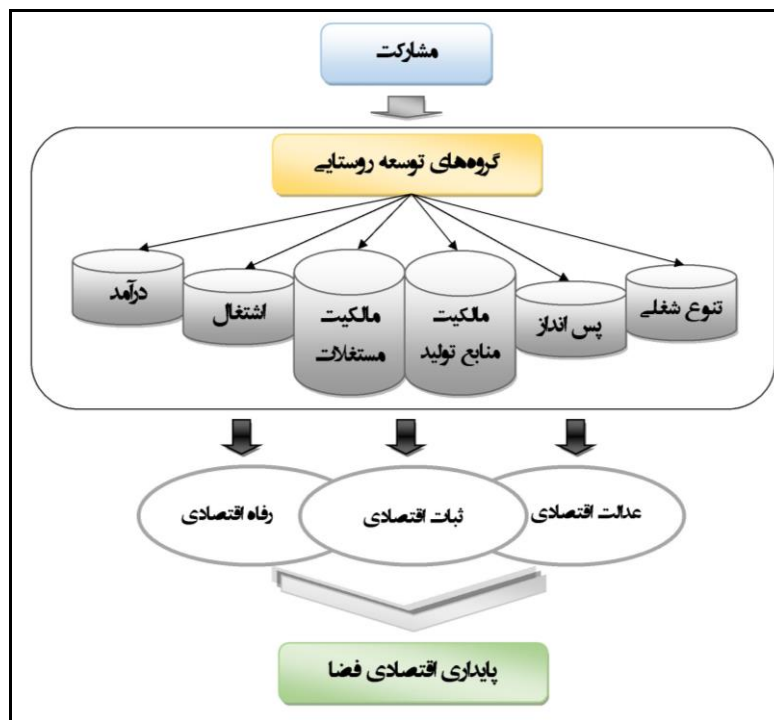 مشارکت
گروه‌های توسعه روستایی
تنوع شغلی
پس انداز
مالکیت
منابع تولید
مالکیت
مستغلات
اشتغال
درآمد
عدالت اقتصادی
ثبات اقتصادی
رفاه اقتصادی
پایداری اقتصادی فضا